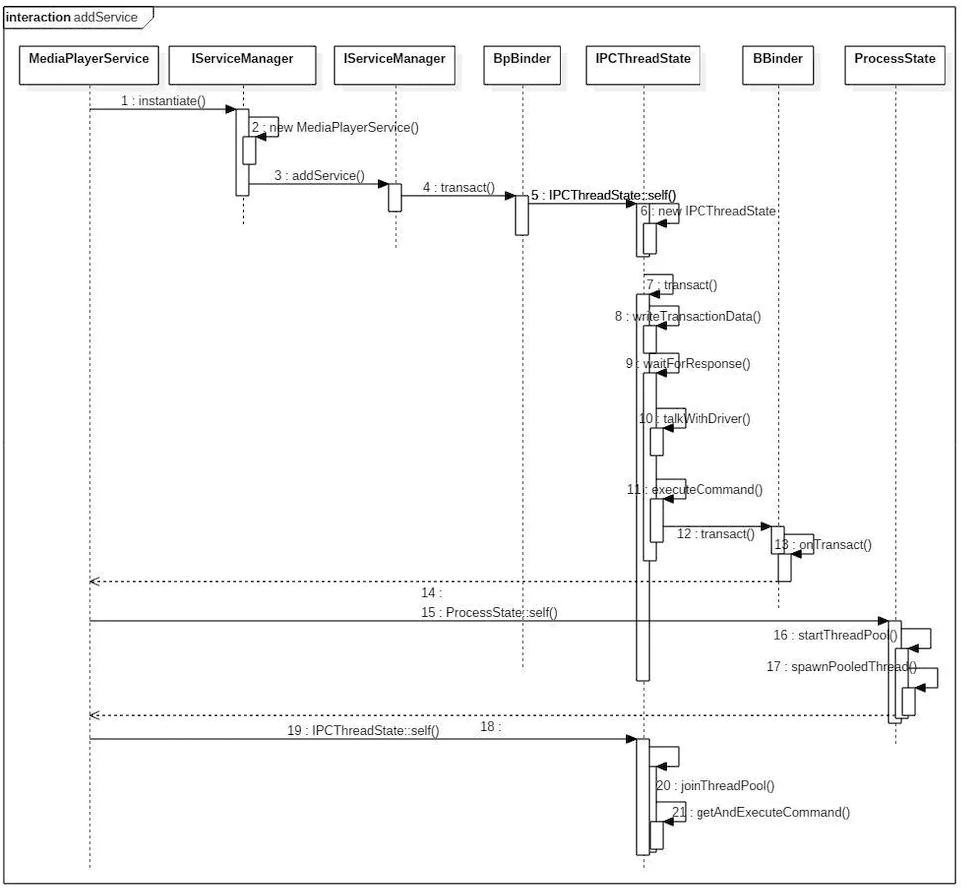 interaction addService
MediaPlayerService
IServiceManager
IServiceManager
BpBinder
IPCThreadState
BBinder
ProcessState
1 : instantiate()
2 : new MediaPlayerService()
3 : addService()
4 : transact()
5 : IPCThreadState::self()
6 : new IPCThreadState
7 : transact()
8 : writeTransactionData()
9 : waitForResponse()
10 : talkWithDriver()
11 : executeCommand()
12 : transact()
13 : onTransact()
14 :
15 : ProcessState::self()
16 : startThreadPool()
17 : spawnPooledThread()
18 :
19 : IPCThreadState::self()
20 : joinThreadPool()
21 : getAndExecuteCommand()